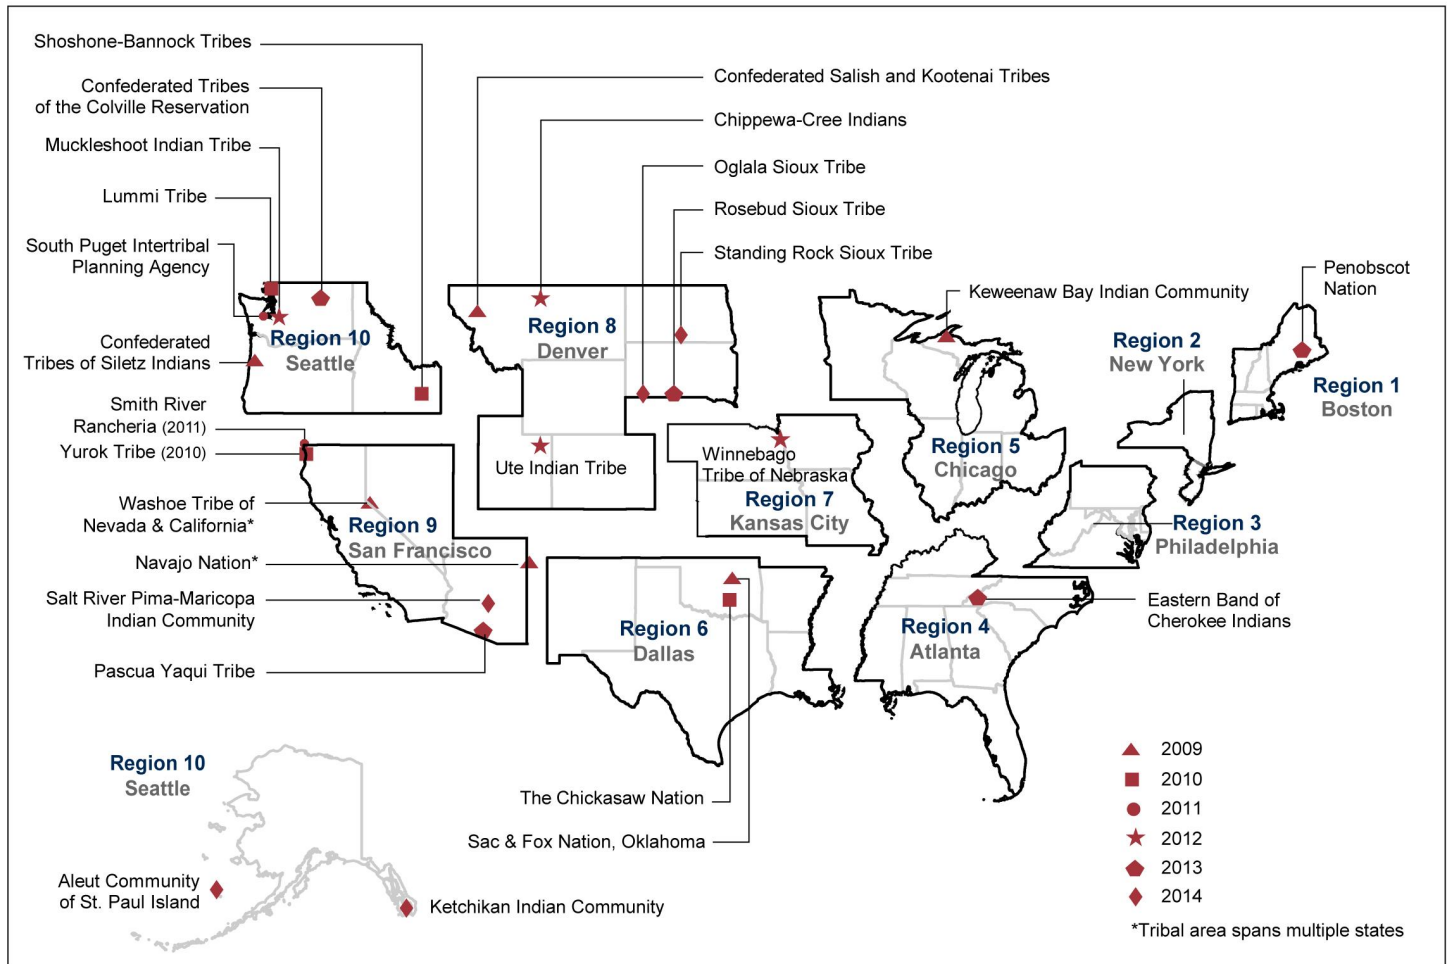 Shoshone-Bannock Tribes
Confederated Tribes
of the Colville Reservation
Muckleshoot Indian Tribe
Lummi Tribe
South Puget Intertribal
Planning Agency
Confederated
Tribes of Siletz Indians
Smith River
Rancheria (2011)
Yurok Tribe (2010)
Washoe Tribe of
Nevada & California*
Navajo Nation*
Salt River Pima-Maricopa
Indian Community
Pascua Yaqui Tribe
Region 10
Seattle
Region 9
San Francisco
Confederated Salish and Kootenai Tribes
Chippewa-Cree Indians
Oglala Sioux Tribe
Rosebud Sioux Tribe
Standing Rock Sioux Tribe
Region 8
Denver
Ute Indian Tribe
Winnebago
Tribe of Nebraska
Region 7
Kansas City
Keweenaw Bay Indian Community
Region 5
Chicago
Region 2
New York
Penobscot
Nation
Region 1
Boston
Region 3
Philadelphia
Eastern Band of
Cherokee Indians
Region 4
Atlanta
Region 6
Dallas
The Chickasaw Nation
Sac & Fox Nation, Oklahoma
Region 10
Seattle
Aleut Community
of St. Paul Island
Ketchikan Indian Community
2009
2010
2011
2012
2013
2014
*Tribal area spans multiple states